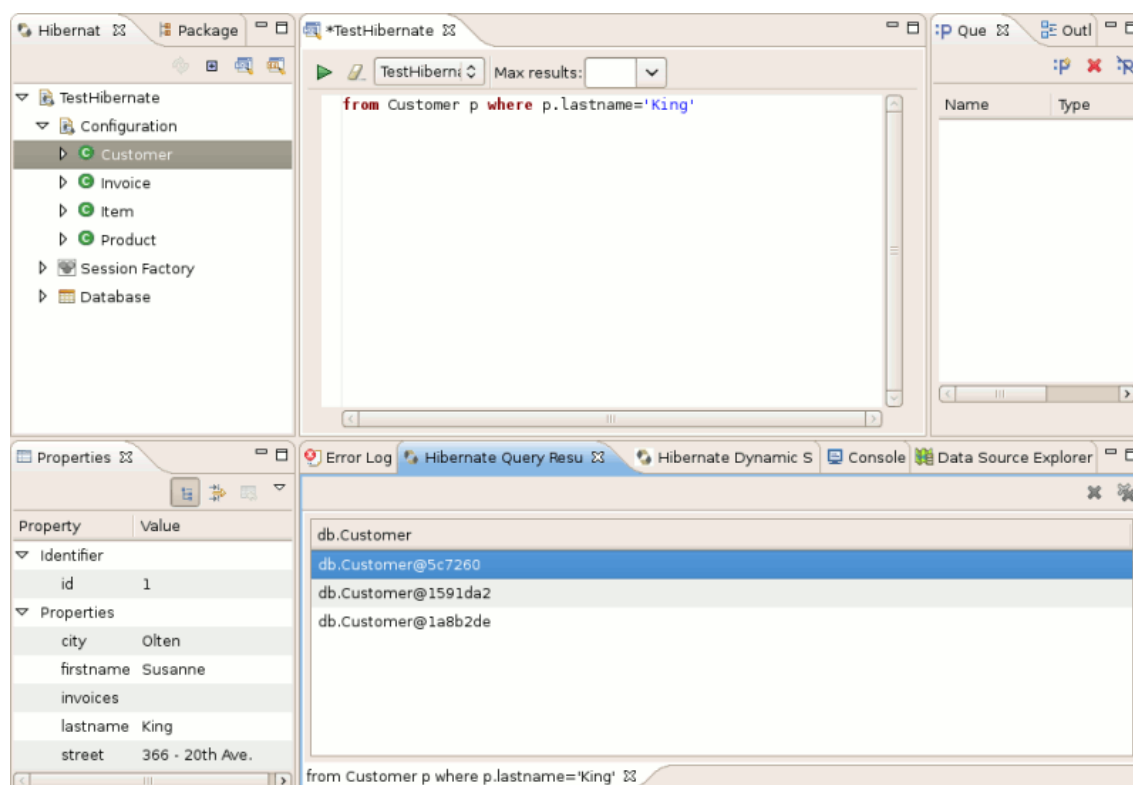 Hibernat
Package
TestHibernate
Configuration
Customer
Invoice
Item
Product
Session Factory
Database
*TestHibernate
TestHiberna Max results:
from Customer p where p.lastname='King'
:P Que
Outl
Name Type
Properties
Property Value
Identifier
id 1
Properties
city Olten
firstname Susanne
invoices
lastname King
street 366 - 20th Ave.
Error Log Hibernate Query Resu Hibernate Dynamic S Console Data Source Explorer
db.Customer
db.Customer@5c7260
db.Customer@1591da2
db.Customer@1a8b2de
from Customer p where p.lastname='King'